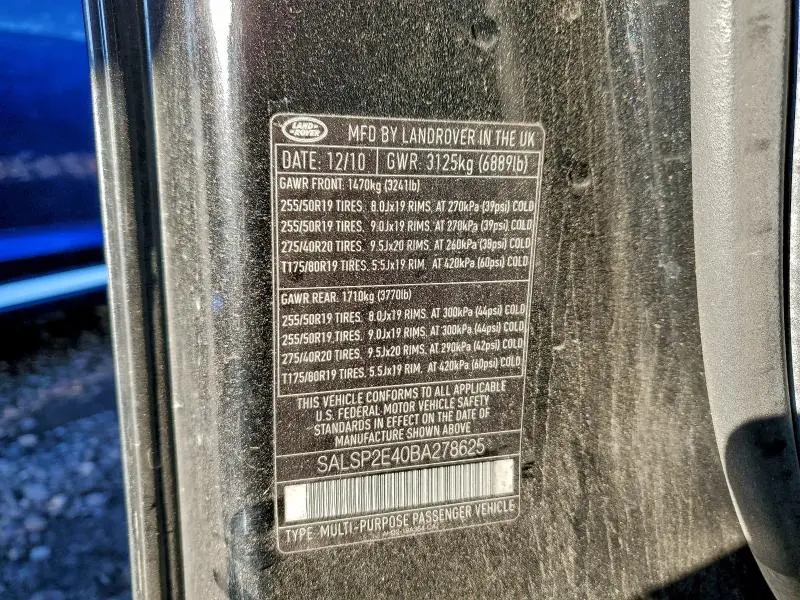 LAND-ROVER
MFD BY LANDROVER IN THE UK
DATE: 12/10 GWR. 3125kg (6889lb)
GAWR FRONT: 1470kg (3241lb)
255/50R19 TIRES. 8.0Jx19 RIMS. AT 270kPa (39psi) COLD
255/50R19 TIRES. 9.0Jx19 RIMS. AT 270kPa (39psi) COLD
275/40R20 TIRES. 9.5Jx20 RIMS. AT 260kPa (38psi) COLD
T175/80R19 TIRES. 5.5Jx19 RIM. AT 420kPa (60psi) COLD
GAWR REAR. 1710kg (3770lb)
255/50R19 TIRES. 8.0Jx19 RIMS. AT 300kPa (44psi) COLD
255/50R19 TIRES. 9.0Jx19 RIMS. AT 300kPa (44psi) COLD
275/40R20 TIRES. 9.5Jx20 RIMS. AT 290kPa (42psi) COLD
T175/80R19 TIRES. 5.5Jx19 RIM. AT 420kPa (60psi) COLD
THIS VEHICLE CONFORMS TO ALL APPLICABLE
U.S. FEDERAL MOTOR VEHICLE SAFETY
STANDARDS IN EFFECT ON THE DATE OF
MANUFACTURE SHOWN ABOVE
SALSP2E40BA278625
TYPE: MULTI-PURPOSE PASSENGER VEHICLE